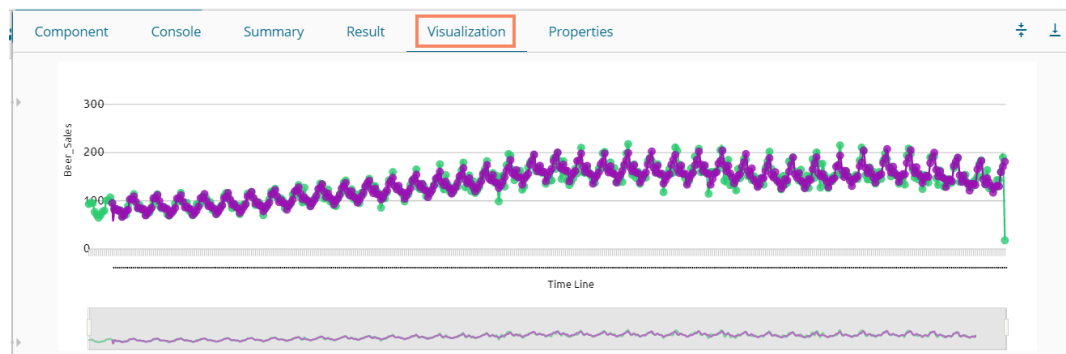 Component Console Summary Result Visualization Properties
300
200
100
0
Beer_Sales
Time Line